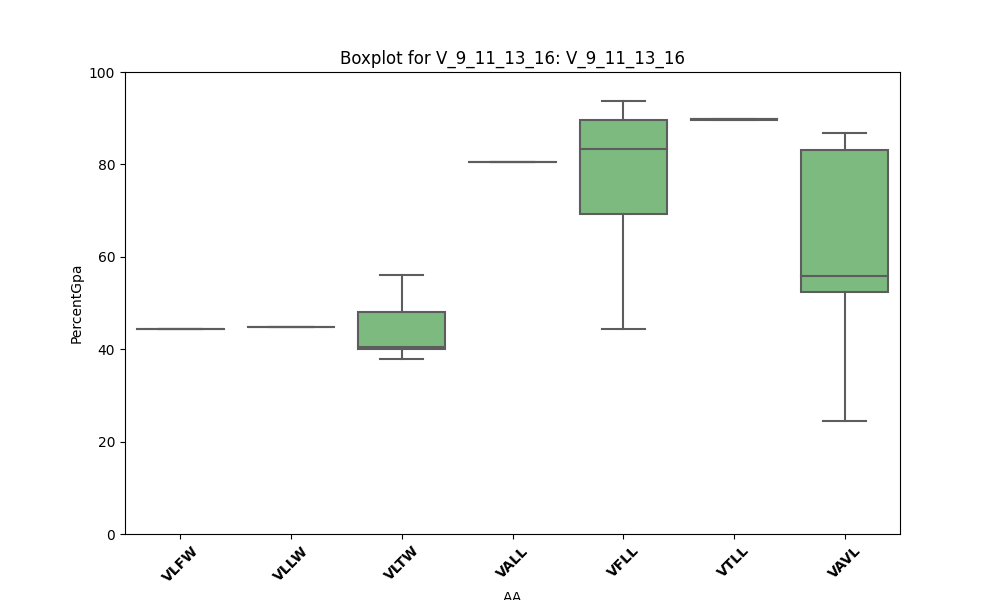 Boxplot for V_9_11_13_16: V_9_11_13_16
100
80
60
40
20
0
PercentGpa
VLFW
VLLW
VLTW
VALL
VFLL
VTLL
VAVL
AA